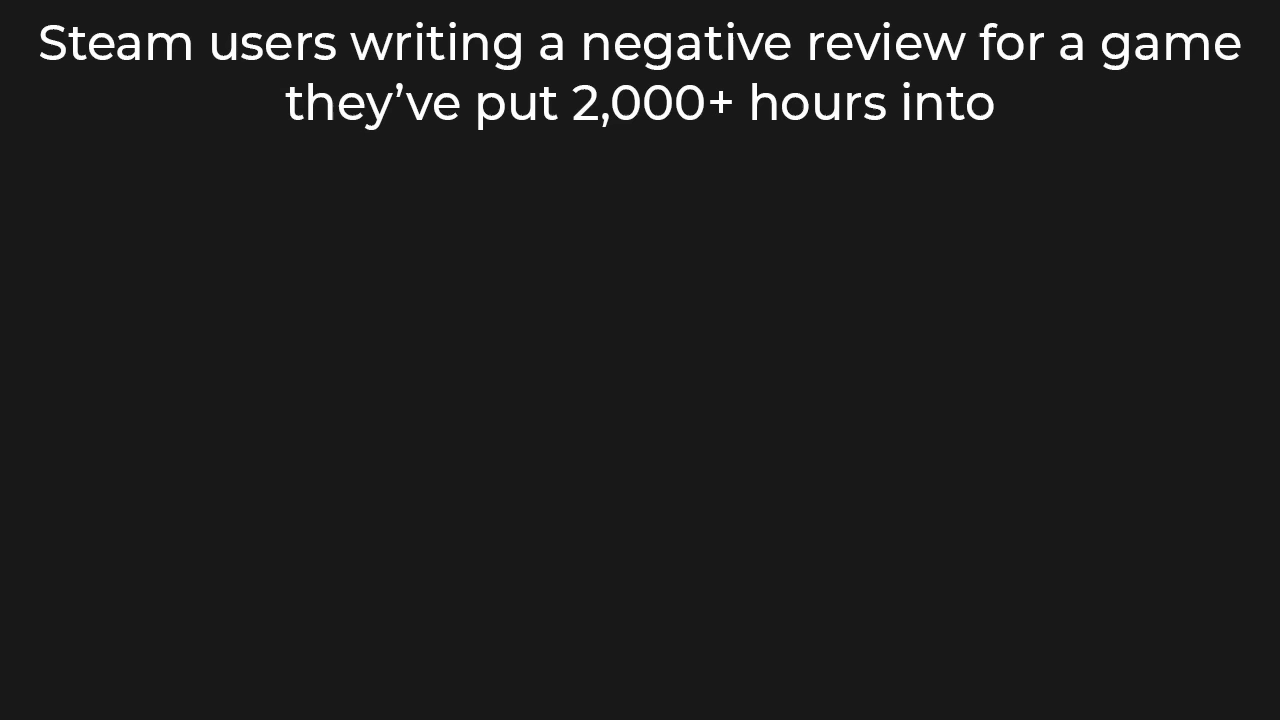 Steam users writing a negative review for a game
they’ve put 2,000+ hours into